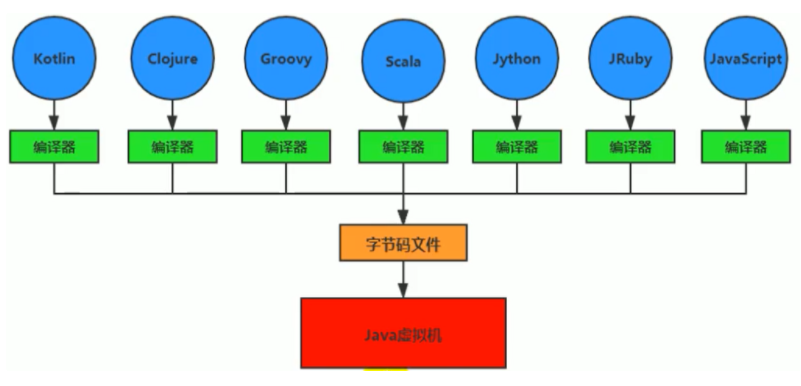 Kotlin
Clojure
Groovy
Scala
Jython
JRuby
JavaScript
编译器
编译器
编译器
编译器
编译器
编译器
编译器
字节码文件
Java虚拟机